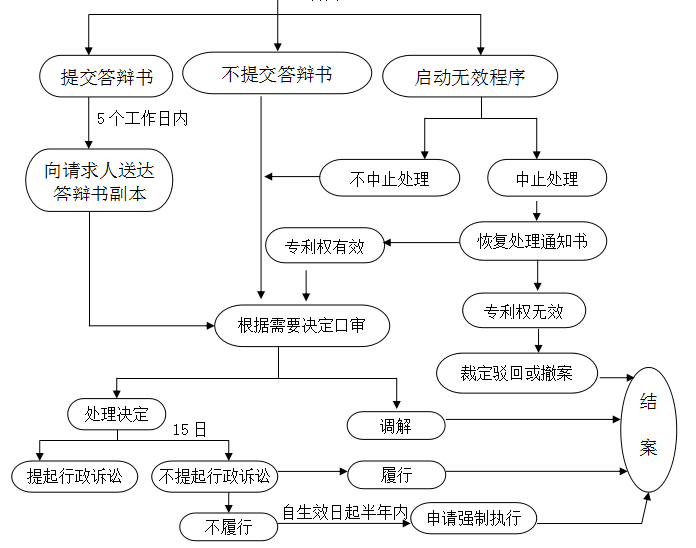 提交答辩书
不提交答辩书
启动无效程序
5 个工作日内
向请求人送达
答辩书副本
不中止处理
中止处理
专利权有效
恢复处理通知书
专利权无效
根据需要决定口审
裁定驳回或撤案
结
案
处理决定
15 日
调解
提起行政诉讼
不提起行政诉讼
履行
不履行
自生效日起半年内
申请强制执行